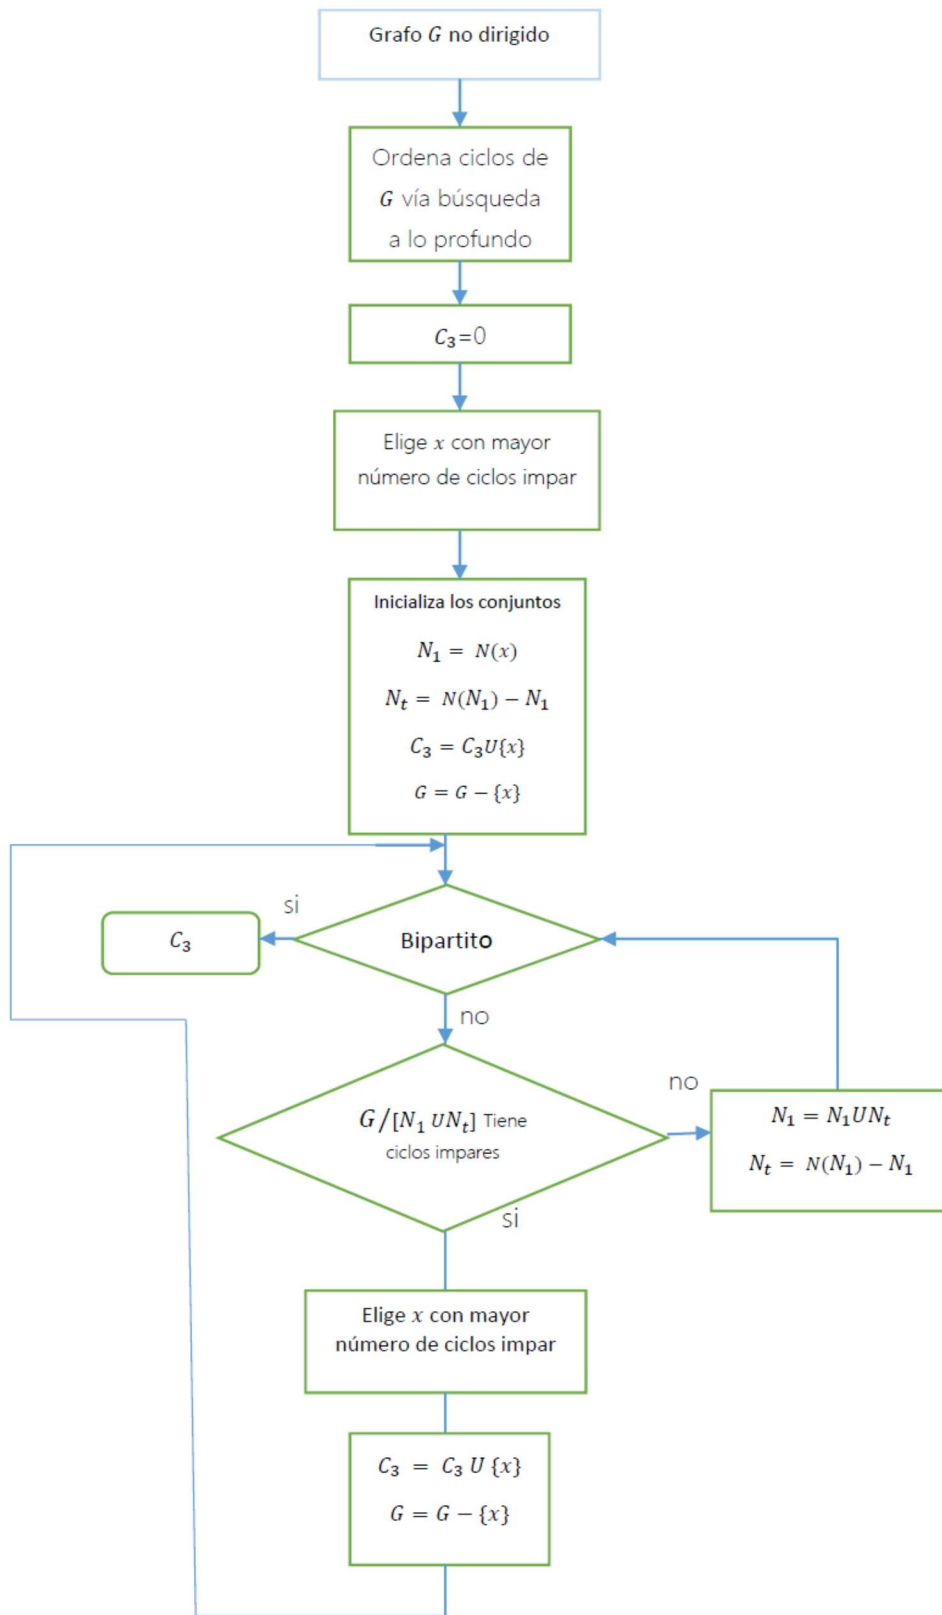 Grafo G no dirigido
Ordena ciclos de
G vía búsqueda
a lo profundo
C₃=0
Elige x con mayor
número de ciclos impar
Inicializa los conjuntos
N₁ = N(x)
Nₜ = N(N₁) − N₁
C₃ = C₃U{x}
G = G − {x}
si
C₃
Bipartito
no
G/[N₁ UNₜ] Tiene
ciclos impares
no
N₁ = N₁UNₜ
Nₜ = N(N₁) − N₁
si
Elige x con mayor
número de ciclos impar
C₃ = C₃ U {x}
G = G − {x}